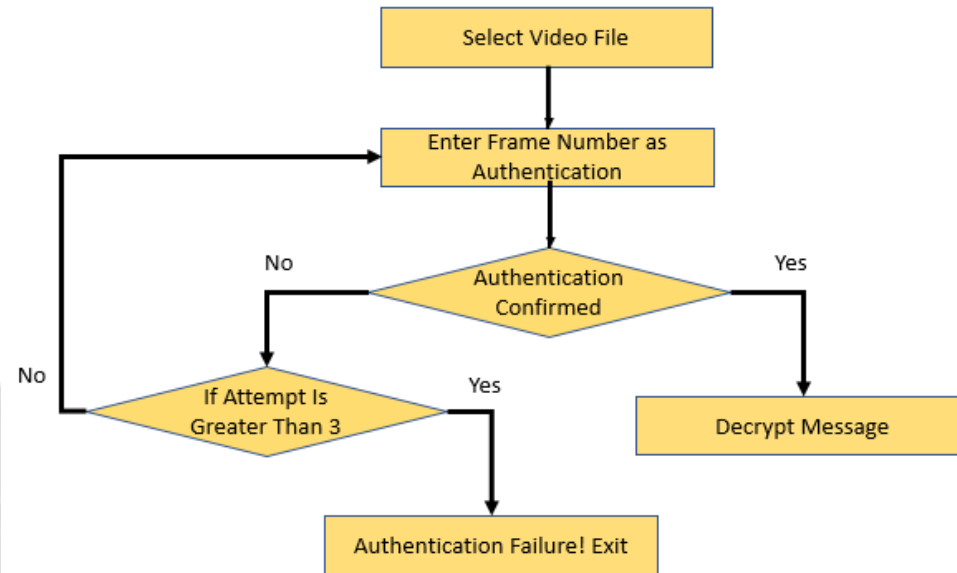 Select Video File
Enter Frame Number as
Authentication
No
Yes
Authentication
Confirmed
No
Yes
If Attempt Is
Greater Than 3
Decrypt Message
Authentication Failure! Exit